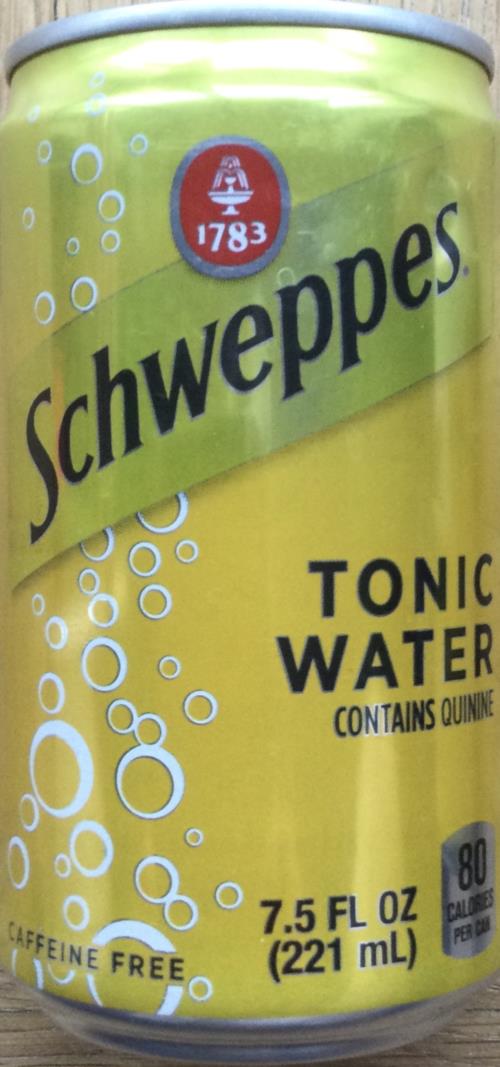 1783
Schweppes
TONIC
WATER
CONTAINS QUININE
80
CALORIES
PER CAN
7.5 FL OZ
(221 mL)
CAFFEINE FREE